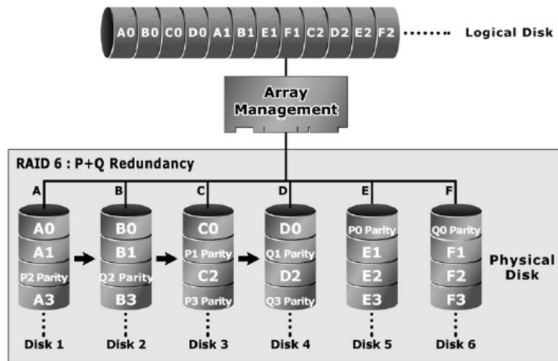 A0 B0 C0 D0 A1 B1 E1 F1 C2 D2 E2 F2 Logical Disk
Array
Management
RAID 6 : P+Q Redundancy
A B C D E F
A0 B0 C0 D0 P0 Parity Q0 Parity
A1 B1 P1 Parity Q1 Parity E1 F1
P2 Parity Q2 Parity C2 D2 E2 F2
A3 B3 P3 Parity Q3 Parity E3 F3
Physical
Disk
Disk 1 Disk 2 Disk 3 Disk 4 Disk 5 Disk 6